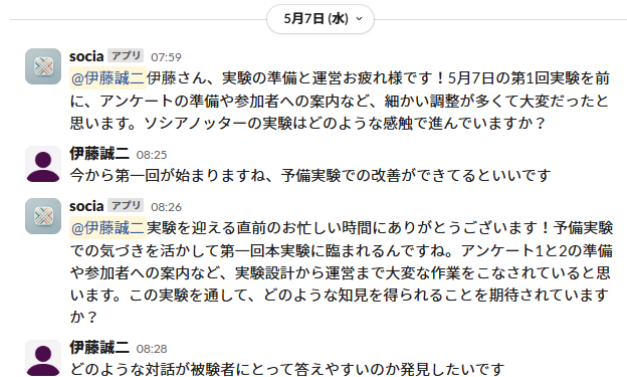 5月7日 (水)
socia アプリ 07:59
@伊藤誠二伊藤さん、実験の準備と運営お疲れ様です！5月7日の第1回実験を前
に、アンケートの準備や参加者への案内など、細かい調整が多くて大変だったと
思います。ソシアノッターの実験はどのような感触で進んでいますか？
伊藤誠二 08:25
今から第一回が始まりますね、予備実験での改善ができてるといいです
socia アプリ 08:26
@伊藤誠二実験を迎える直前のお忙しい時間にありがとうございます！予備実験
での気づきを活かして第一回本実験に臨まれるんですね。アンケート1と2の準備
や参加者への案内など、実験設計から運営まで大変な作業をこなされていると思
います。この実験を通して、どのような知見を得られることを期待されています
か？
伊藤誠二 08:28
どのような対話が被験者にとって答えやすいのか発見したいです